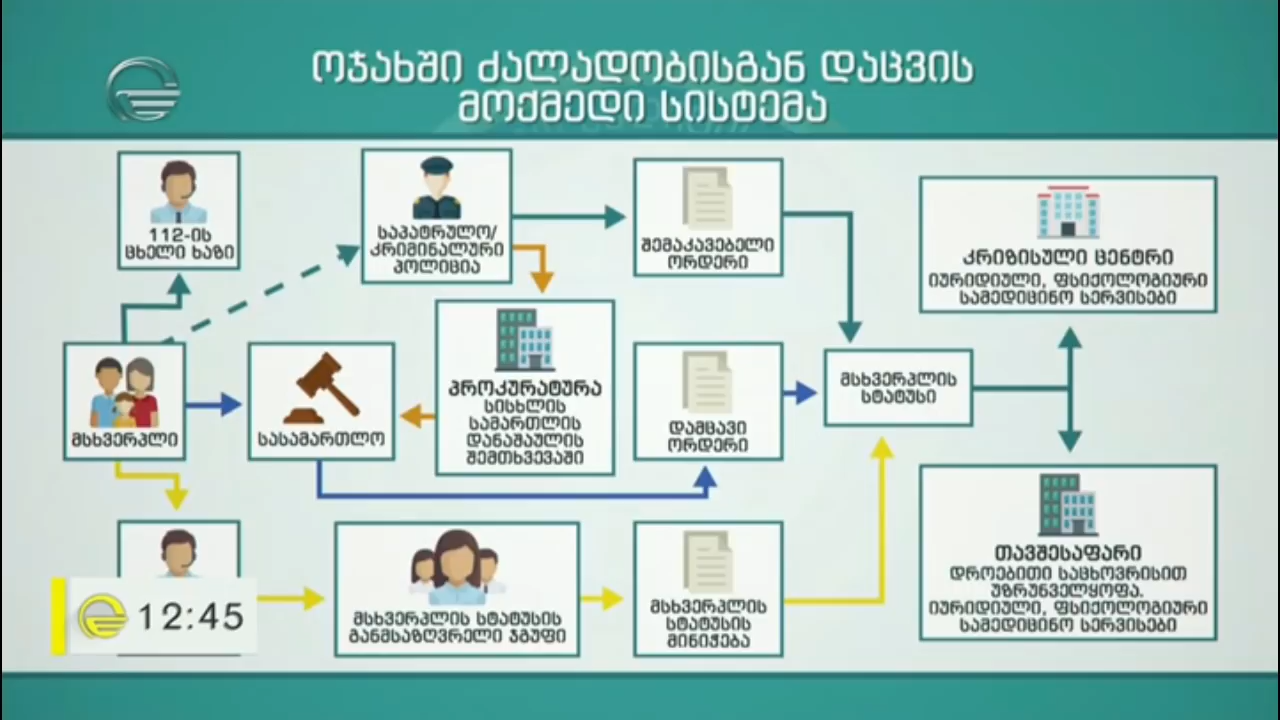 ოჯახში ძალადობისგან დაცვის
მოქმედი სისტემა
112-ის
ცხელი ხაზი
საპატრულო/
კრიმინალური
პოლიცია
შემაკავებელი
ორდერი
კრიზისული ცენტრი
იურიდიული, ფსიქოლოგიური
სამედიცინო სერვისები
მსხვერპლი
სასამართლო
პროკურატურა
სისხლის
სამართლის
დანაშაულის
შემთხვევაში
დამცავი
ორდერი
მსხვერპლის
სტატუსი
მსხვერპლის სტატუსის
განმსაზღვრელი ჯგუფი
მსხვერპლის
სტატუსის
მინიჭება
თავშესაფარი
დროებითი საცხოვრისით
უზრუნველყოფა.
იურიდიული, ფსიქოლოგიური
სამედიცინო სერვისები
12:45